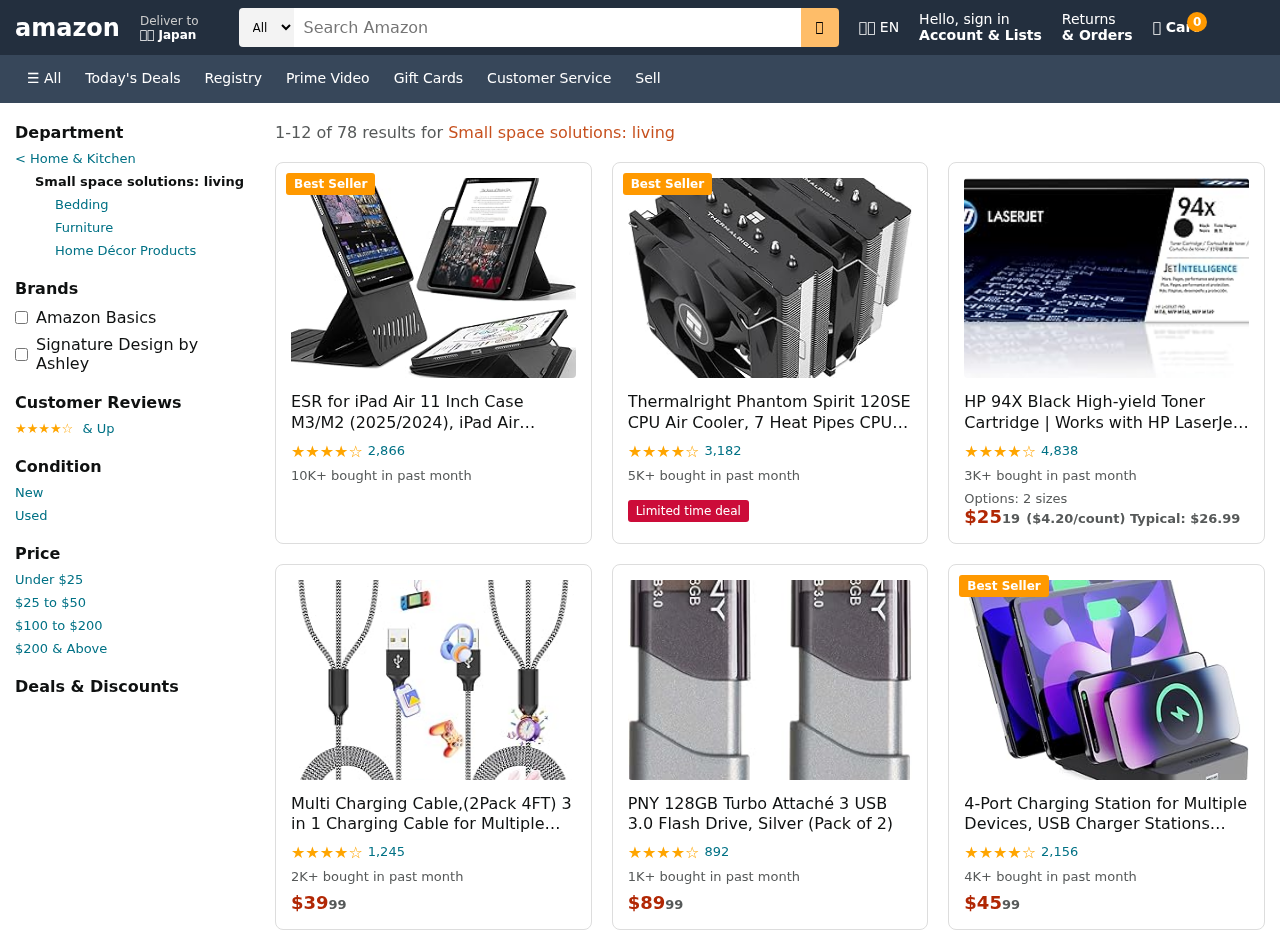 amazon
Deliver to
Japan
All
Search Amazon
EN
Hello, sign in
Account & Lists
Returns
& Orders
0
☰ All
Today's Deals
Registry
Prime Video
Gift Cards
Customer Service
Sell
Department
< Home & Kitchen
Small space solutions: living
Bedding
Furniture
Home Décor Products
Brands
Amazon Basics
Signature Design by
Ashley
Customer Reviews
★★★★☆ & Up
Condition
New
Used
Price
Under $25
$25 to $50
$100 to $200
$200 & Above
Deals & Discounts
1-12 of 78 results for Small space solutions: living
Best Seller
ESR for iPad Air 11 Inch Case
M3/M2 (2025/2024), iPad Air…
★★★★☆ 2,866
10K+ bought in past month
Best Seller
THERMALRIGHT
THERMALRIGHT
Thermalright Phantom Spirit 120SE
CPU Air Cooler, 7 Heat Pipes CPU…
★★★★☆ 3,182
5K+ bought in past month
Limited time deal
hp
LASERJET
94x
Black
Toner Cartridge
JETINTELLIGENCE
HP 94X Black High-yield Toner
Cartridge | Works with HP LaserJe…
★★★★☆ 4,838
3K+ bought in past month
Options: 2 sizes
$2519 ($4.20/count) Typical: $26.99
Multi Charging Cable,(2Pack 4FT) 3
in 1 Charging Cable for Multiple…
★★★★☆ 1,245
2K+ bought in past month
$3999
PNY
PNY
PNY 128GB Turbo Attaché 3 USB
3.0 Flash Drive, Silver (Pack of 2)
★★★★☆ 892
1K+ bought in past month
$8999
Best Seller
4-Port Charging Station for Multiple
Devices, USB Charger Stations…
★★★★☆ 2,156
4K+ bought in past month
$4599